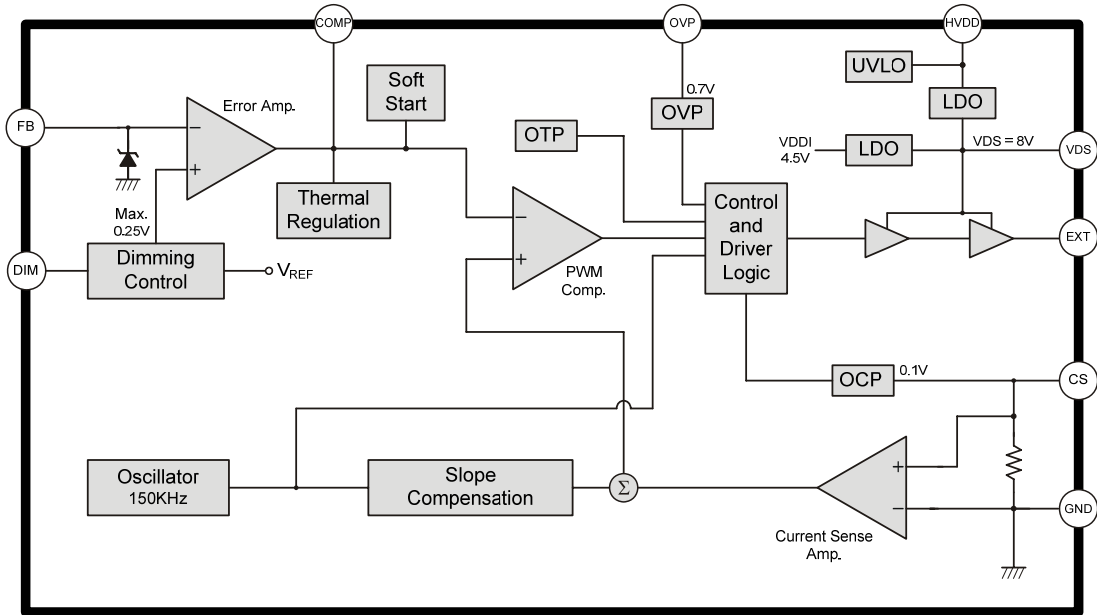 COMP
OVP
HVDD
Soft
Start
UVLO
Error Amp.
0.7V
LDO
FB
−
OVP
OTP
VDDI
4.5V
LDO
VDS = 8V
VDS
+
Thermal
Regulation
Control
and
Driver
Logic
Max.
0.25V
−
EXT
DIM
Dimming
Control
VREF
+
PWM
Comp.
OCP
0.1V
CS
Oscillator
150KHz
Slope
Compensation
Σ
+
−
GND
Current Sense
Amp.